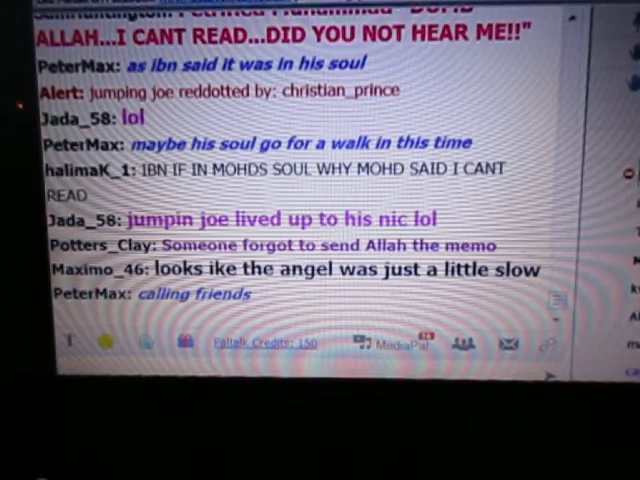 ALLAH...I CANT READ...DID YOU NOT HEAR ME!!"
PeterMax: as ibn said it was in his soul
Alert: jumping joe reddotted by: christian_prince
Jada_58: lol
PeterMax: maybe his soul go for a walk in this time
halimaK_1: IBN IF IN MOHDS SOUL WHY MOHD SAID I CANT
READ
Jada_58: jumpin joe lived up to his nic lol
Potters_Clay: Someone forgot to send Allah the memo
Maximo_46: looks ike the angel was just a little slow
PeterMax: calling friends
Paltalk Credits: 150
MediaPal